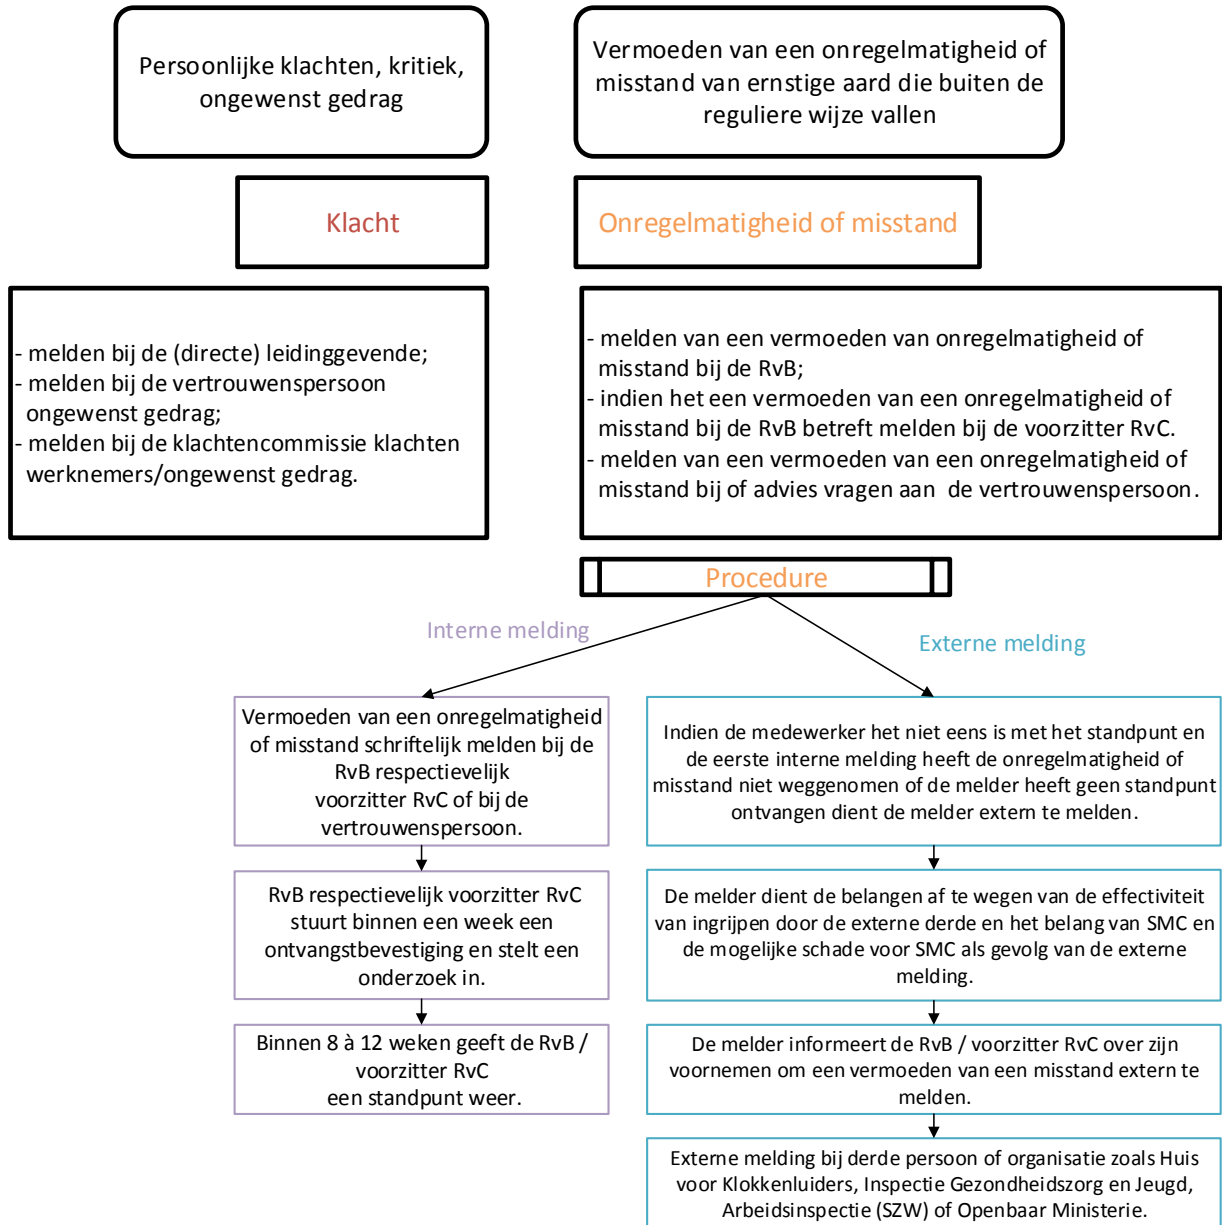 Persoonlijke klachten, kritiek,
ongewenst gedrag
Vermoeden van een onregelmatigheid of
misstand van ernstige aard die buiten de
reguliere wijze vallen
Klacht
Onregelmatigheid of misstand
- melden bij de (directe) leidinggevende;
- melden bij de vertrouwenspersoon
ongewenst gedrag;
- melden bij de klachtencommissie klachten
werknemers/ongewenst gedrag.
- melden van een vermoeden van onregelmatigheid of
misstand bij de RvB;
- indien het een vermoeden van een onregelmatigheid of
misstand bij de RvB betreft melden bij de voorzitter RvC.
- melden van een vermoeden van een onregelmatigheid of
misstand bij of advies vragen aan de vertrouwenspersoon.
Procedure
Interne melding
Externe melding
Vermoeden van een onregelmatigheid
of misstand schriftelijk melden bij de
RvB respectievelijk
voorzitter RvC of bij de
vertrouwenspersoon.
RvB respectievelijk voorzitter RvC
stuurt binnen een week een
ontvangstbevestiging en stelt een
onderzoek in.
Binnen 8 à 12 weken geeft de RvB /
voorzitter RvC
een standpunt weer.
Indien de medewerker het niet eens is met het standpunt en
de eerste interne melding heeft de onregelmatigheid of
misstand niet weggenomen of de melder heeft geen standpunt
ontvangen dient de melder extern te melden.
De melder dient de belangen af te wegen van de effectiviteit
van ingrijpen door de externe derde en het belang van SMC en
de mogelijke schade voor SMC als gevolg van de externe
melding.
De melder informeert de RvB / voorzitter RvC over zijn
voornemen om een vermoeden van een misstand extern te
melden.
Externe melding bij derde persoon of organisatie zoals Huis
voor Klokkenluiders, Inspectie Gezondheidszorg en Jeugd,
Arbeidsinspectie (SZW) of Openbaar Ministerie.